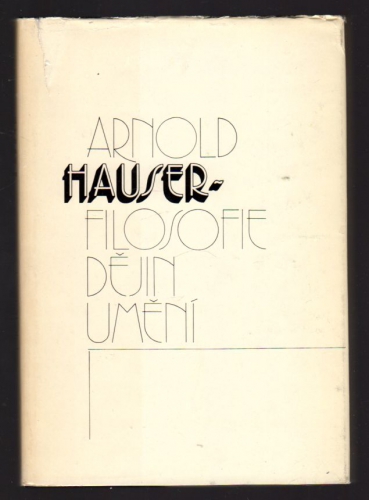 ARNOLD
HAUSER-
FILOSOFIE
DĚJIN
UMĚNÍ